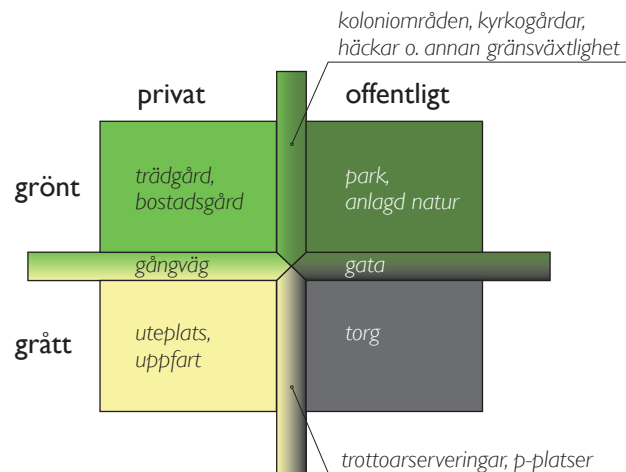 koloniområden, kyrkogårdar,
häckar o. annan gränsväxtlighet
privat
offentligt
grönt
trädgård,
bostadsgård
park,
anlagd natur
gångväg
gata
grått
uteplats,
uppfart
torg
trottoarserveringar, p-platser